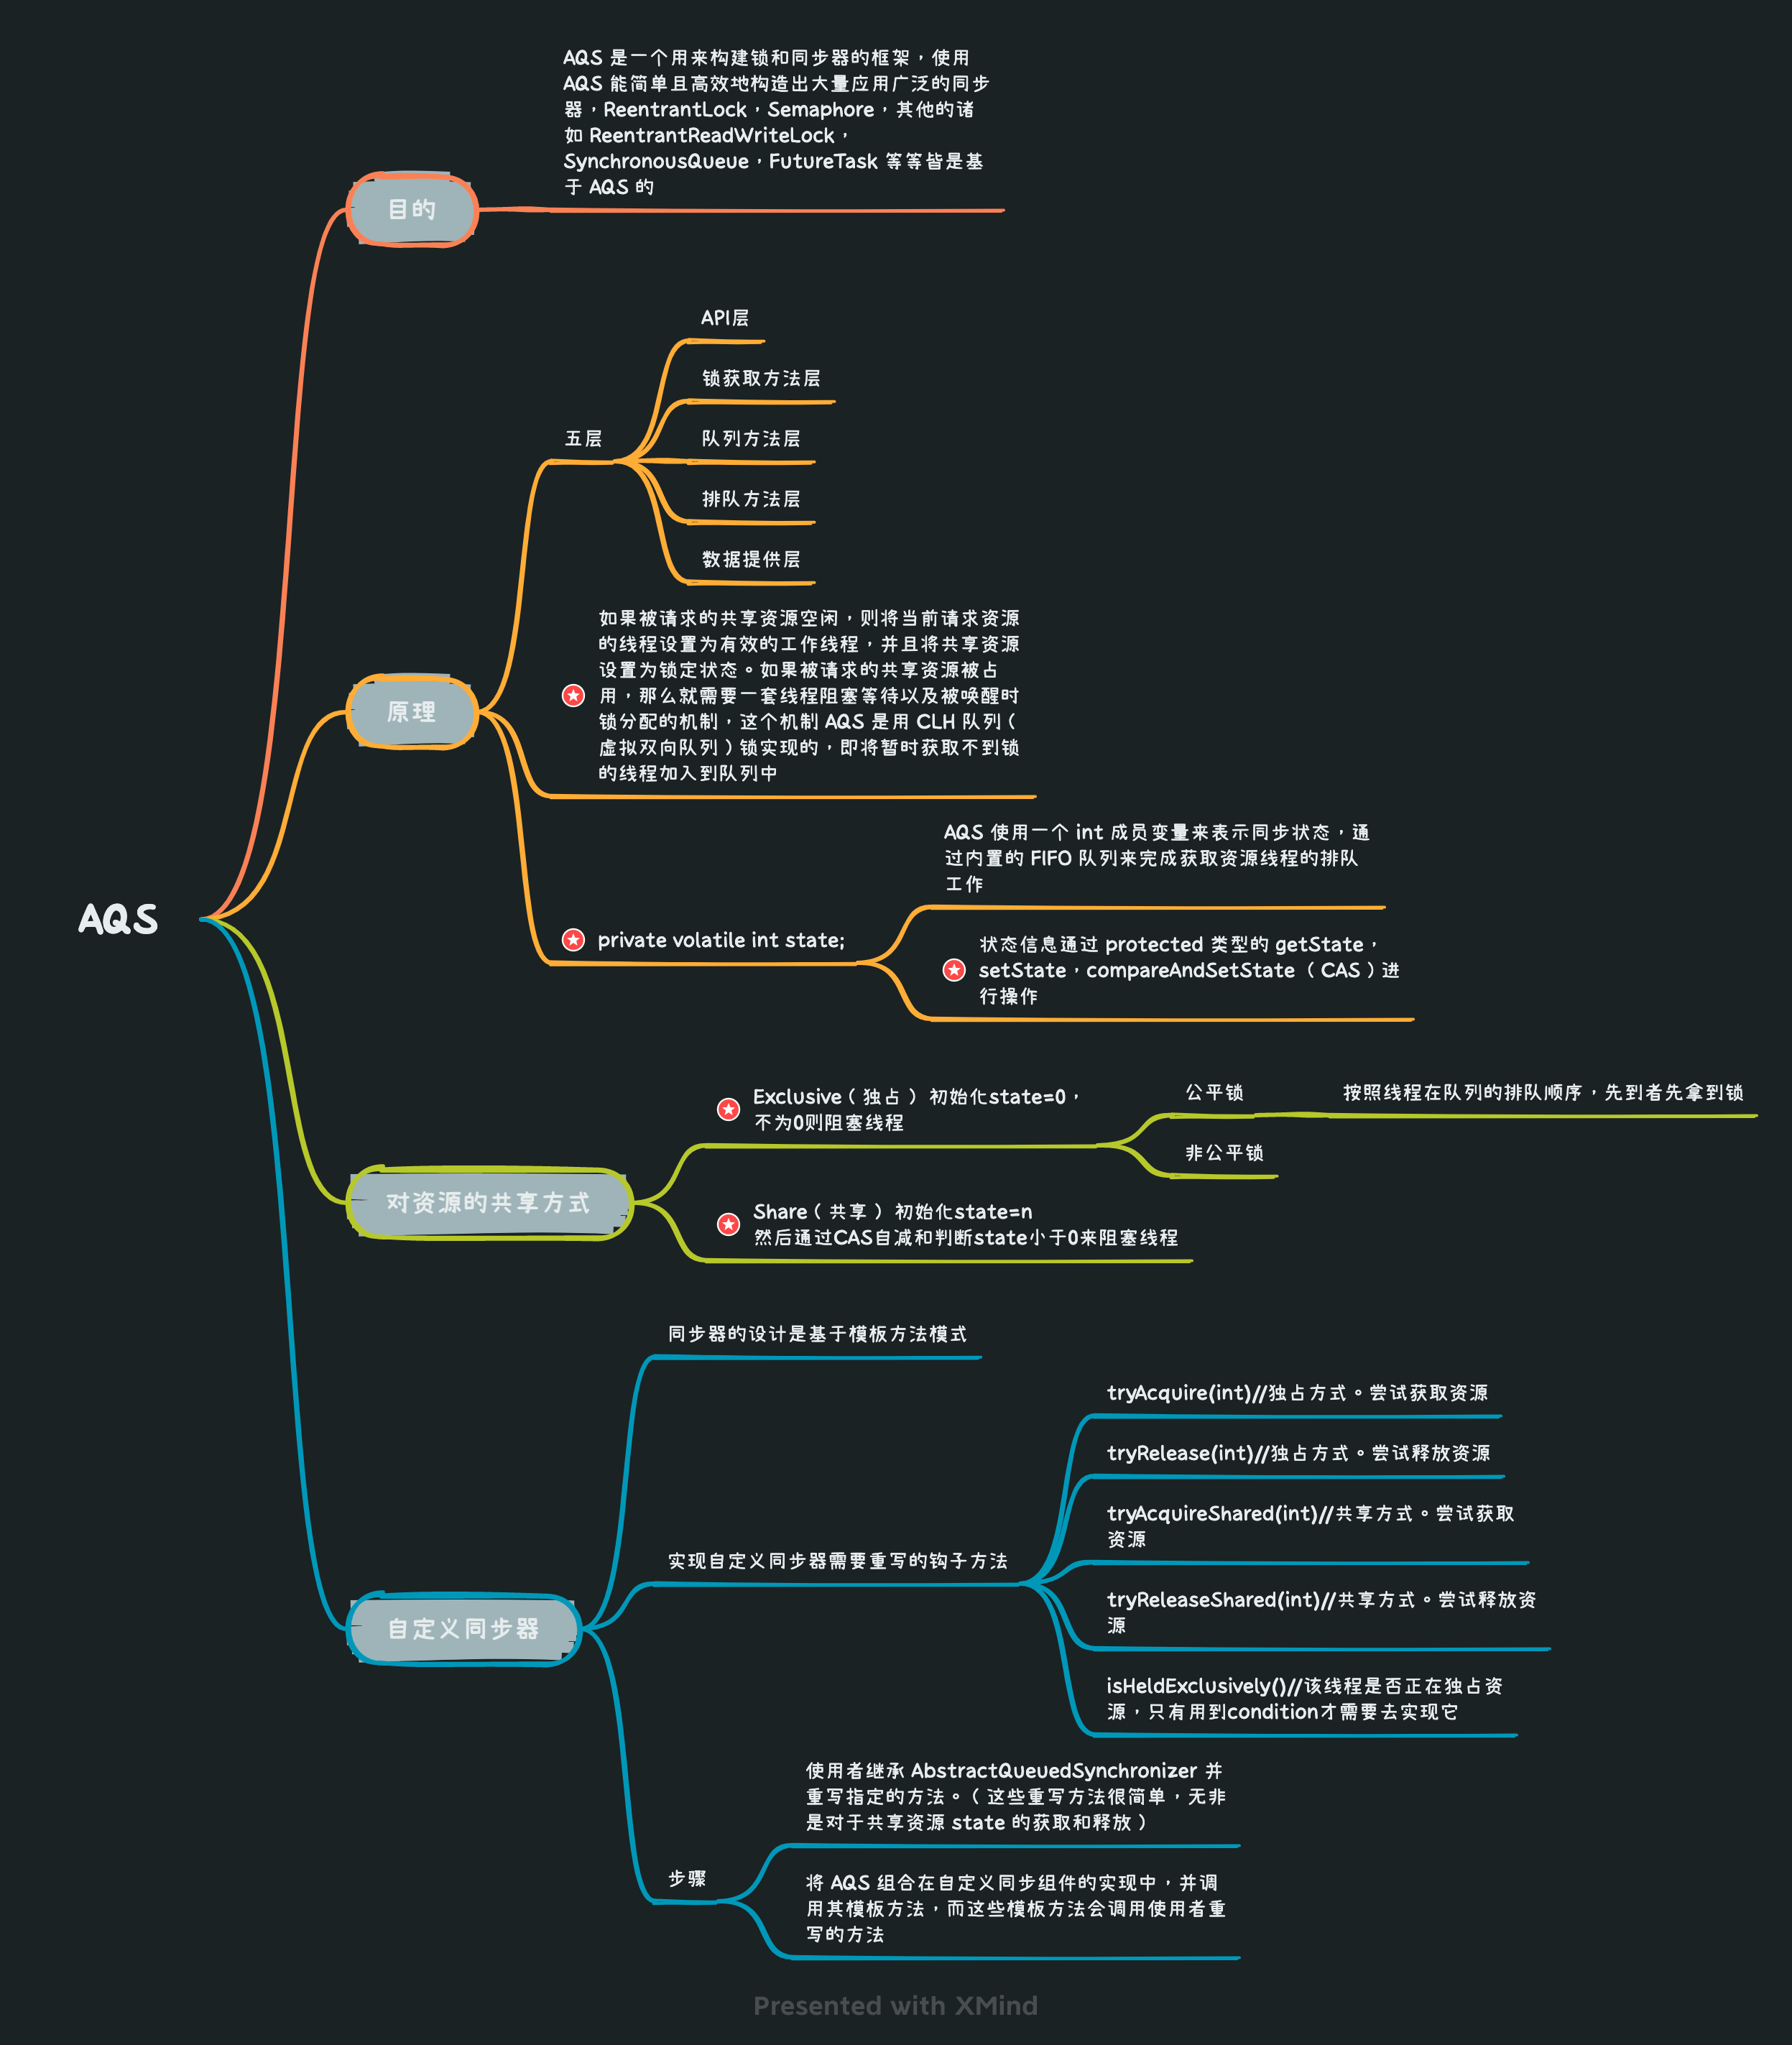 AQS
目的
AQS 是一个用来构建锁和同步器的框架，使用
AQS 能简单且高效地构造出大量应用广泛的同步
器，ReentrantLock，Semaphore，其他的诸
如 ReentrantReadWriteLock，
SynchronousQueue，FutureTask 等等皆是基
于 AQS 的
原理
五层
API层
锁获取方法层
队列方法层
排队方法层
数据提供层
如果被请求的共享资源空闲，则将当前请求资源
的线程设置为有效的工作线程，并且将共享资源
设置为锁定状态。如果被请求的共享资源被占
用，那么就需要一套线程阻塞等待以及被唤醒时
锁分配的机制，这个机制 AQS 是用 CLH 队列（
虚拟双向队列）锁实现的，即将暂时获取不到锁
的线程加入到队列中
private volatile int state;
AQS 使用一个 int 成员变量来表示同步状态，通
过内置的 FIFO 队列来完成获取资源线程的排队
工作
状态信息通过 protected 类型的 getState，
setState，compareAndSetState （CAS）进
行操作
对资源的共享方式
Exclusive（独占） 初始化state=0，
不为0则阻塞线程
公平锁
按照线程在队列的排队顺序，先到者先拿到锁
非公平锁
Share（共享） 初始化state=n
然后通过CAS自减和判断state小于0来阻塞线程
自定义同步器
同步器的设计是基于模板方法模式
实现自定义同步器需要重写的钩子方法
tryAcquire(int)//独占方式。尝试获取资源
tryRelease(int)//独占方式。尝试释放资源
tryAcquireShared(int)//共享方式。尝试获取
资源
tryReleaseShared(int)//共享方式。尝试释放资
源
isHeldExclusively()//该线程是否正在独占资
源，只有用到condition才需要去实现它
步骤
使用者继承 AbstractQueuedSynchronizer 并
重写指定的方法。（这些重写方法很简单，无非
是对于共享资源 state 的获取和释放）
将 AQS 组合在自定义同步组件的实现中，并调
用其模板方法，而这些模板方法会调用使用者重
写的方法
Presented with XMind